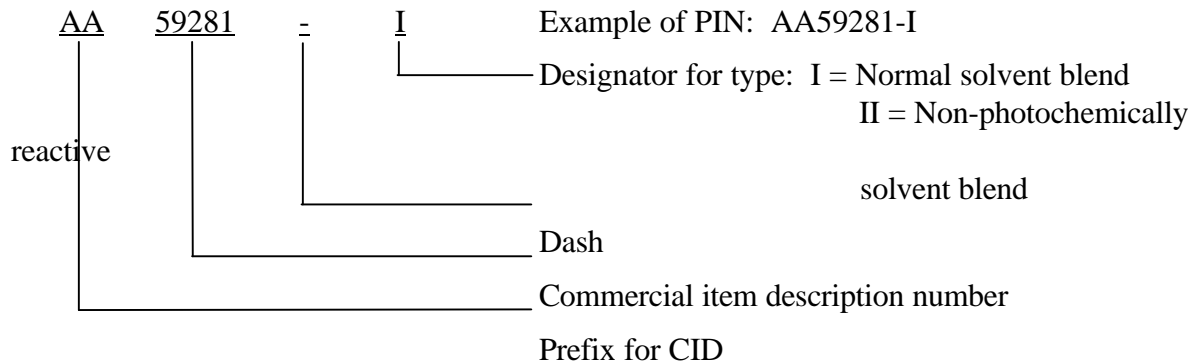 AA 59281 - I Example of PIN: AA59281-I
Designator for type: I = Normal solvent blend
II = Non-photochemically
reactive
solvent blend
Dash
Commercial item description number
Prefix for CID